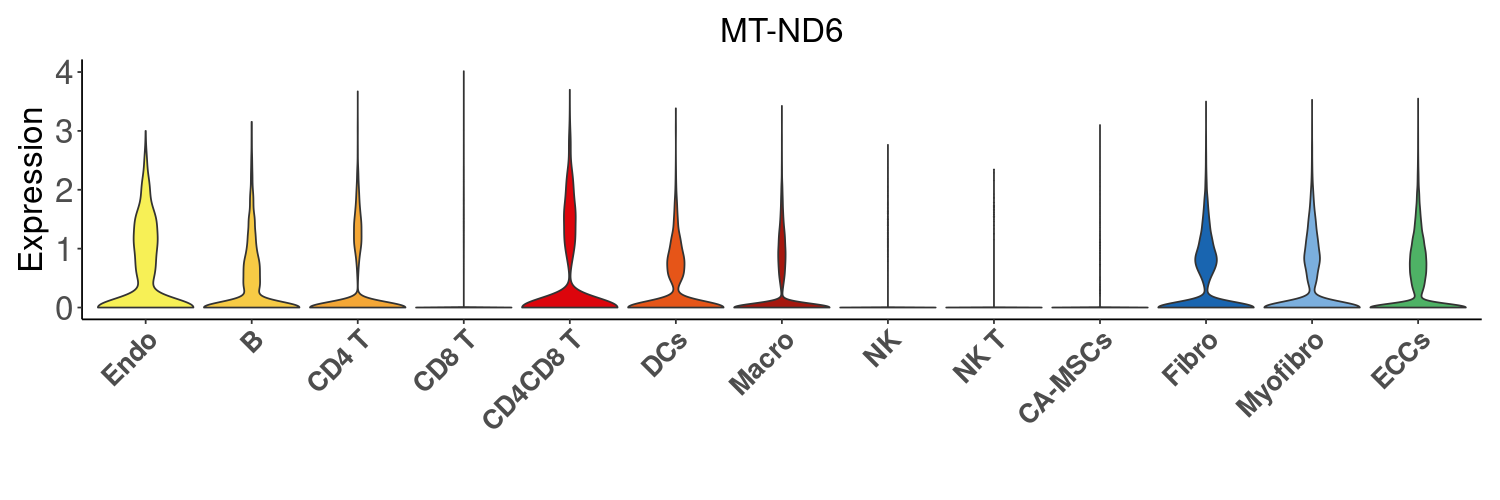 MT-ND6
Expression
4
3
2
1
0
Endo
B
CD4 T
CD8 T
CD4CD8 T
DCs
Macro
NK
NK T
CA-MSCs
Fibro
Myofibro
ECCs